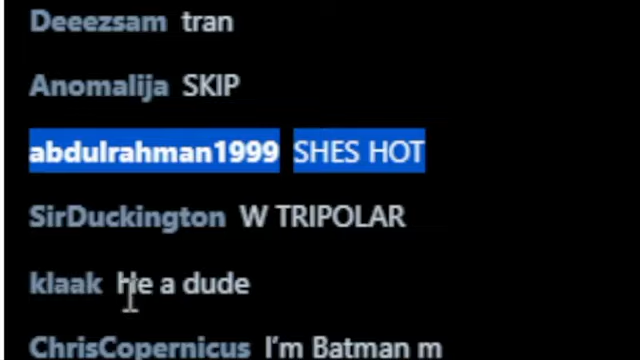 Deeezsam tran
Anomalija SKIP
abdulrahman1999 SHES HOT
SirDuckington W TRIPOLAR
klaak He a dude
ChrisCopernicus I'm Batman m